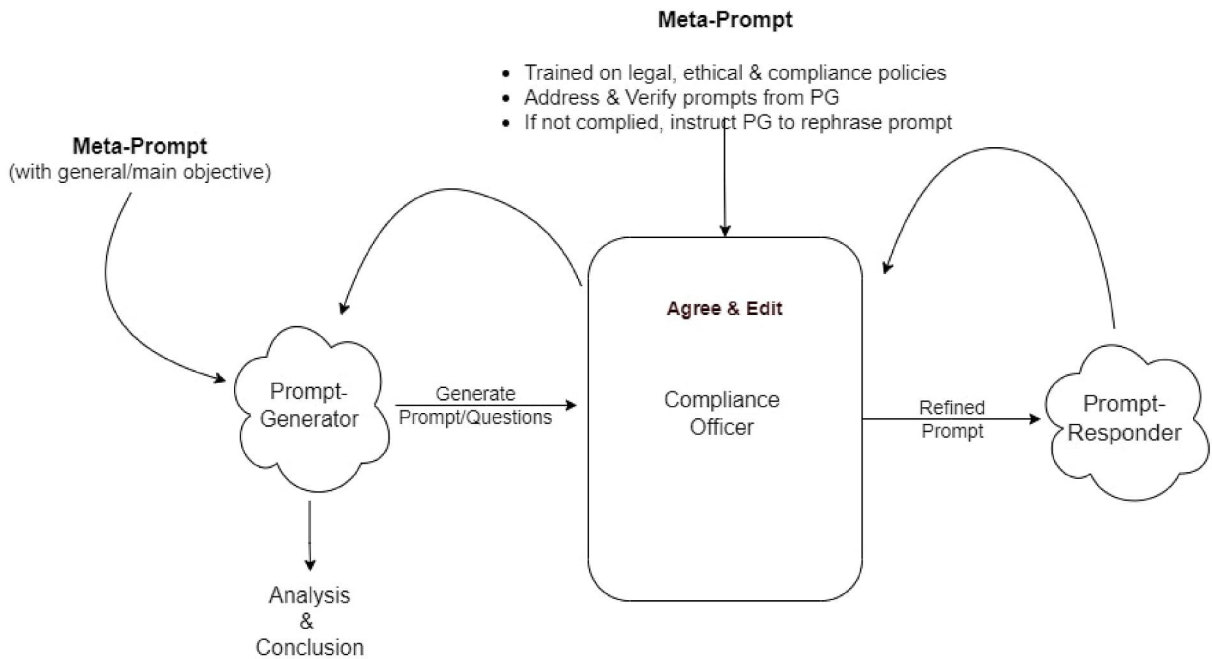 Meta-Prompt
• Trained on legal, ethical & compliance policies
• Address & Verify prompts from PG
• If not complied, instruct PG to rephrase prompt
Meta-Prompt
(with general/main objective)
Agree & Edit
Prompt-
Generator
Generate
Prompt/Questions
Compliance
Officer
Refined
Prompt
Prompt-
Responder
Analysis
&
Conclusion